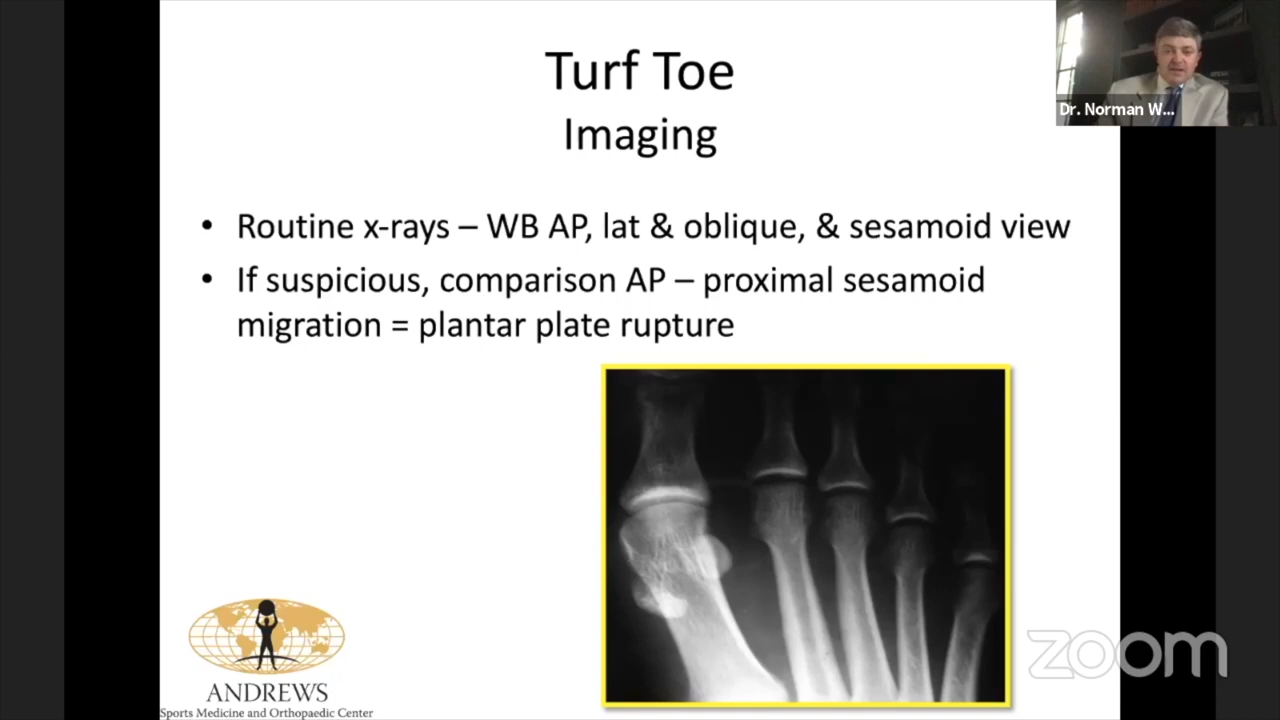 Turf Toe
Imaging
Dr. Norman W...
• Routine x-rays – WB AP, lat & oblique, & sesamoid view
• If suspicious, comparison AP – proximal sesamoid
migration = plantar plate rupture
ANDREWS
Sports Medicine and Orthopaedic Center
zoom